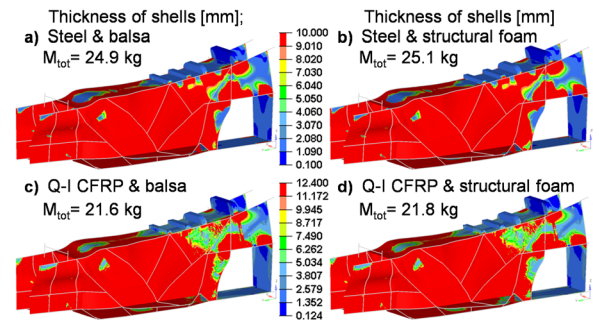 Thickness of shells [mm];
a) Steel & balsa
Mtot= 24.9 kg
10.000
9.010
8.020
7.030
6.040
5.050
4.060
3.070
2.080
1.090
0.100
Thickness of shells [mm]
b) Steel & structural foam
Mtot= 25.1 kg
c) Q-I CFRP & balsa
Mtot= 21.6 kg
12.400
11.172
9.945
8.717
7.490
6.262
5.034
3.807
2.579
1.352
0.124
d) Q-I CFRP & structural foam
Mtot= 21.8 kg